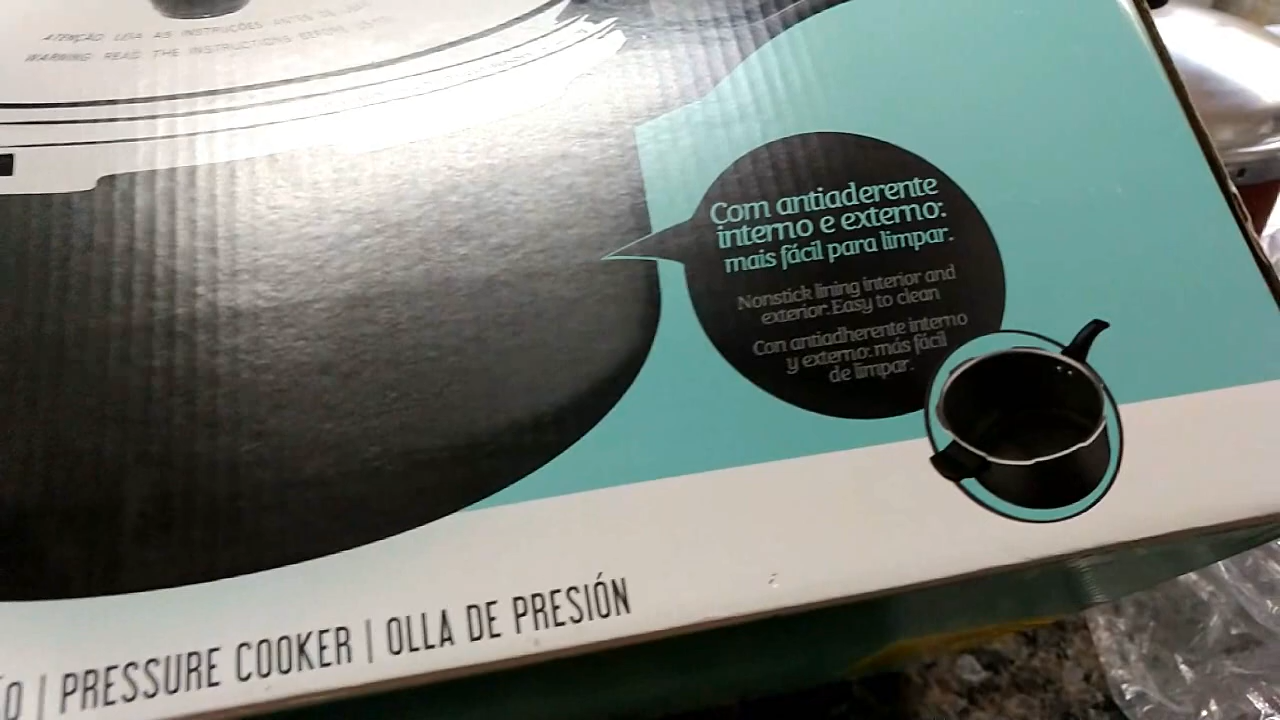 ATENÇÃO: LEIA AS INSTRUÇÕES ANTES DE
WARNING: READ THE INSTRUCTIONS BEFORE
Com antiaderente
interno e externo:
mais fácil para limpar.
Nonstick lining interior and
exterior. Easy to clean
Con antiadherente interno
y externo: más fácil
de limpar.
| PRESSURE COOKER | OLLA DE PRESIÓN